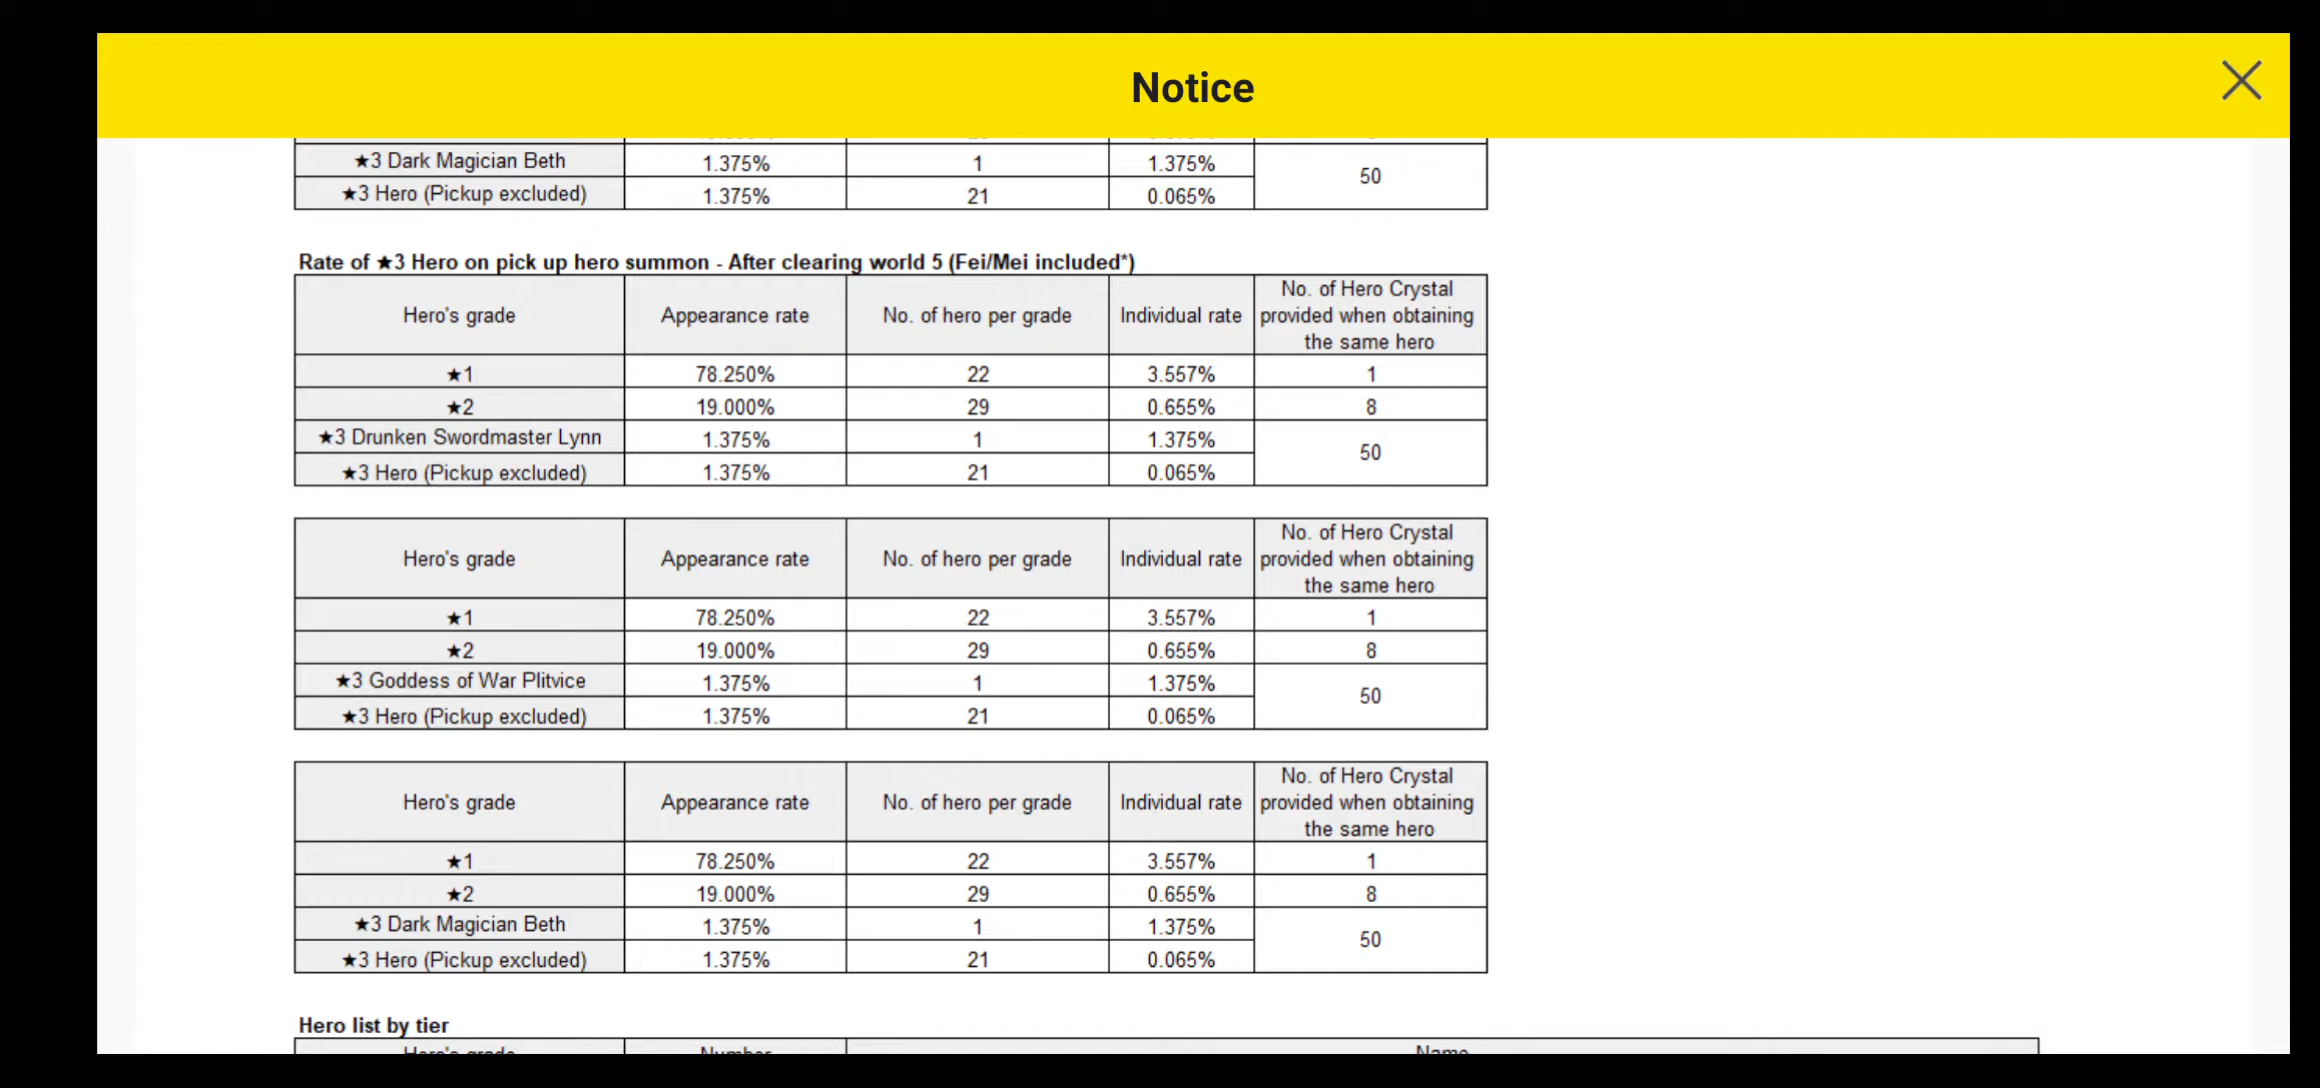 Notice
★3 Dark Magician Beth 1.375% 1 1.375% 50
★3 Hero (Pickup excluded) 1.375% 21 0.065%
Rate of ★3 Hero on pick up hero summon - After clearing world 5 (Fei/Mei included*)
Hero's grade Appearance rate No. of hero per grade Individual rate No. of Hero Crystal
provided when obtaining
the same hero
★1 78.250% 22 3.557% 1
★2 19.000% 29 0.655% 8
★3 Drunken Swordmaster Lynn 1.375% 1 1.375% 50
★3 Hero (Pickup excluded) 1.375% 21 0.065%
Hero's grade Appearance rate No. of hero per grade Individual rate No. of Hero Crystal
provided when obtaining
the same hero
★1 78.250% 22 3.557% 1
★2 19.000% 29 0.655% 8
★3 Goddess of War Plitvice 1.375% 1 1.375% 50
★3 Hero (Pickup excluded) 1.375% 21 0.065%
Hero's grade Appearance rate No. of hero per grade Individual rate No. of Hero Crystal
provided when obtaining
the same hero
★1 78.250% 22 3.557% 1
★2 19.000% 29 0.655% 8
★3 Dark Magician Beth 1.375% 1 1.375% 50
★3 Hero (Pickup excluded) 1.375% 21 0.065%
Hero list by tier
Hero's grade Number Name